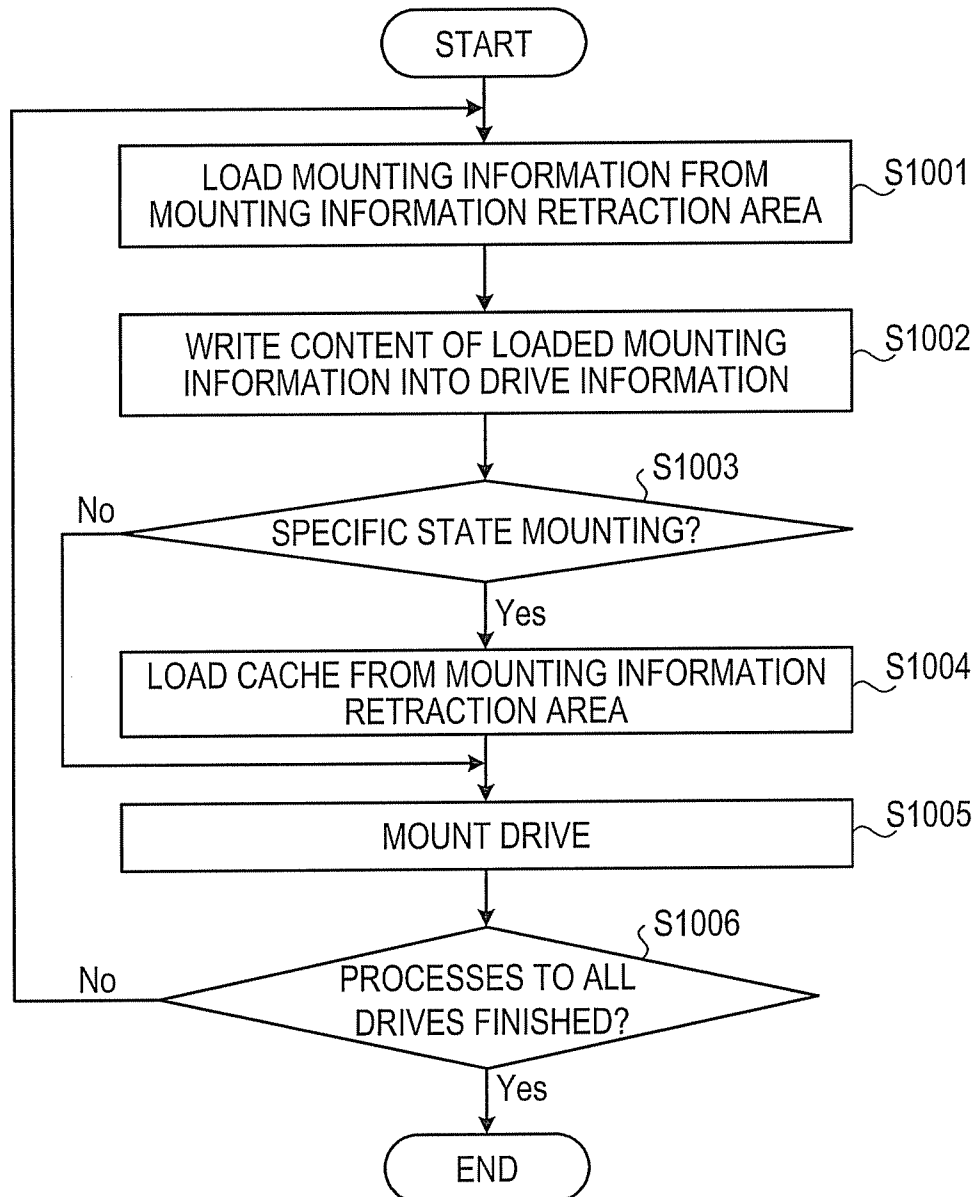 START
LOAD MOUNTING INFORMATION FROM
MOUNTING INFORMATION RETRACTION AREA
S1001
WRITE CONTENT OF LOADED MOUNTING
INFORMATION INTO DRIVE INFORMATION
S1002
S1003
No
SPECIFIC STATE MOUNTING?
Yes
LOAD CACHE FROM MOUNTING INFORMATION
RETRACTION AREA
S1004
MOUNT DRIVE
S1005
S1006
No
PROCESSES TO ALL
DRIVES FINISHED?
Yes
END